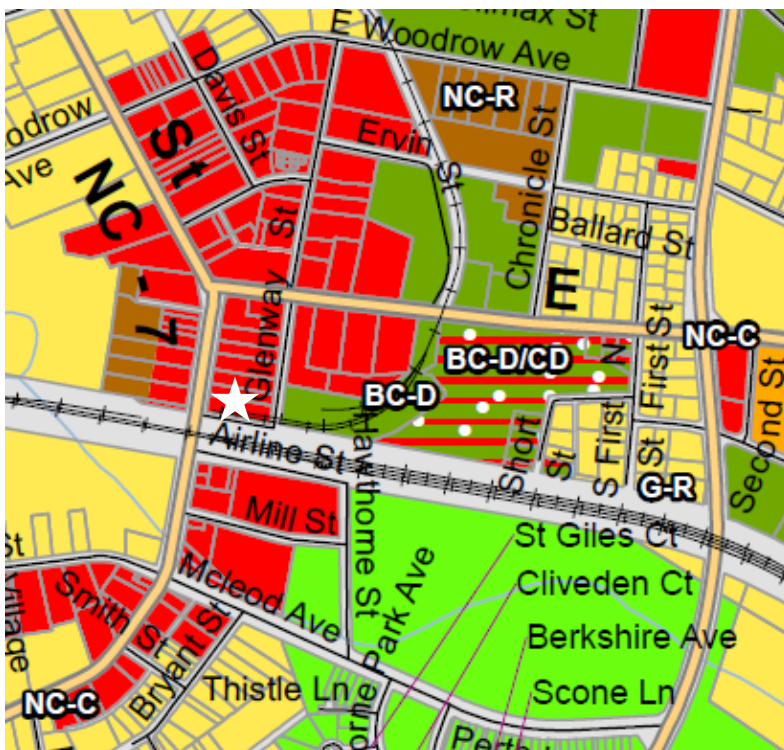 E Woodrow Ave
Davis St
NC-R
Ervin St
Ave
NC - 7
St
Chronicle St
Ballard St
Glenway St
E
NC-C
BC-D/CD
BC-D
N First St
Second St
Airline St
Hawthorne St
Short St
S First St
G-R
Mill St
St Giles Ct
Mcleod Ave
Cliveden Ct
St
Village
Smith St
Park Ave
Berkshire Ave
Bryant St
Thistle Ln
Scone Ln
NC-C